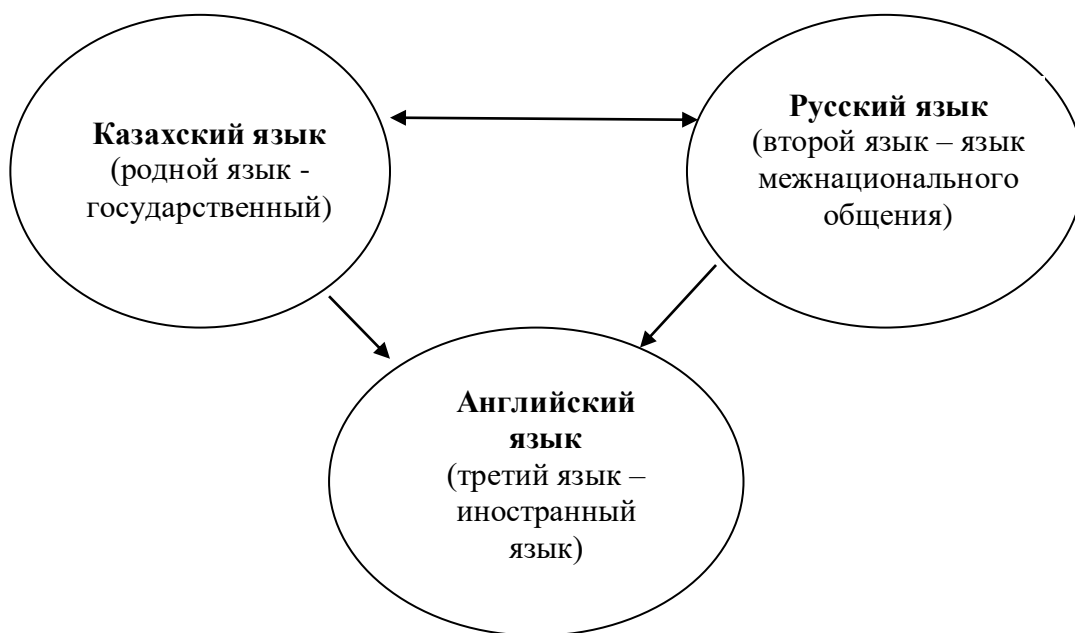 Казахский язык
(родной язык -
государственный)
Русский язык
(второй язык – язык
межнационального
общения)
Английский
язык
(третий язык –
иностранный
язык)